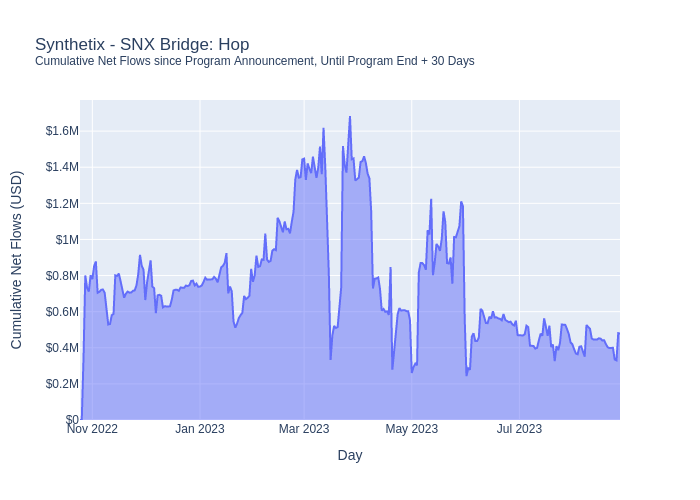 Synthetix - SNX Bridge: Hop
Cumulative Net Flows since Program Announcement, Until Program End + 30 Days
Cumulative Net Flows (USD)
$1.6M
$1.4M
$1.2M
$1M
$0.8M
$0.6M
$0.4M
$0.2M
$0
Nov 2022 Jan 2023 Mar 2023 May 2023 Jul 2023
Day